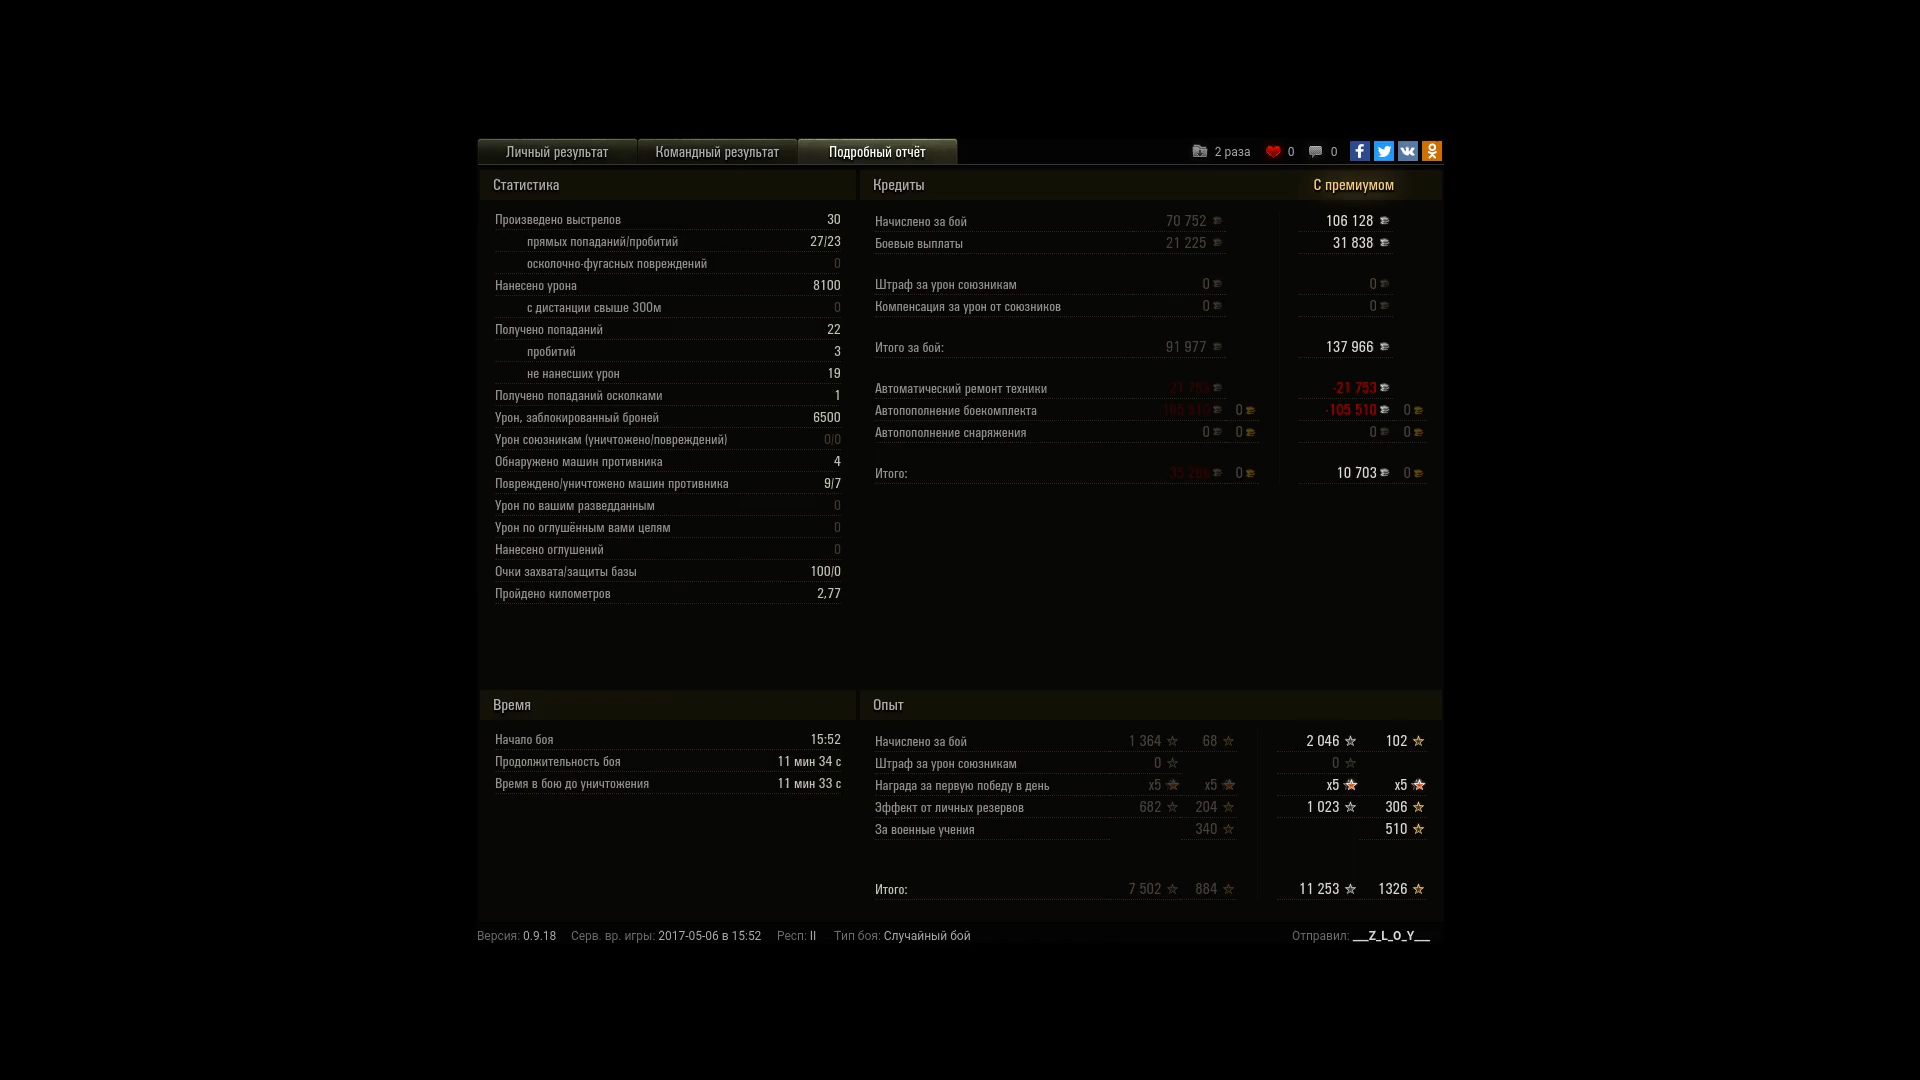 Личный результат Командный результат Подробный отчёт 2 раза 0 0
Статистика
Произведено выстрелов 30
прямых попаданий/пробитий 27/23
осколочно-фугасных повреждений 0
Нанесено урона 8100
с дистанции свыше 300м 0
Получено попаданий 22
пробитий 3
не нанесших урон 19
Получено попаданий осколками 1
Урон, заблокированный броней 6500
Урон союзникам (уничтожено/повреждений) 0/0
Обнаружено машин противника 4
Повреждено/уничтожено машин противника 9/7
Урон по вашим разведданным 0
Урон по оглушённым вами целям 0
Нанесено оглушений 0
Очки захвата/защиты базы 100/0
Пройдено километров 2,77
Кредиты С премиумом
Начислено за бой 70 752 106 128
Боевые выплаты 21 225 31 838
Штраф за урон союзникам 0 0
Компенсация за урон от союзников 0 0
Итого за бой: 91 977 137 966
Автоматический ремонт техники -21 753
Автопополнение боекомплекта 0 -105 510 0
Автопополнение снаряжения 0 0 0 0
Итого: 0 10 703 0
Время
Начало боя 15:52
Продолжительность боя 11 мин 34 с
Время в бою до уничтожения 11 мин 33 с
Опыт
Начислено за бой 1 364 68 2 046 102
Штраф за урон союзникам 0 0
Награда за первую победу в день x5 x5 x5 x5
Эффект от личных резервов 682 204 1 023 306
За военные учения 340 510
Итого: 7 502 884 11 253 1326
Версия: 0.9.18 Серв. вр. игры: 2017-05-06 в 15:52 Респ: II Тип боя: Случайный бой Отправил: ___Z_L_O_Y___